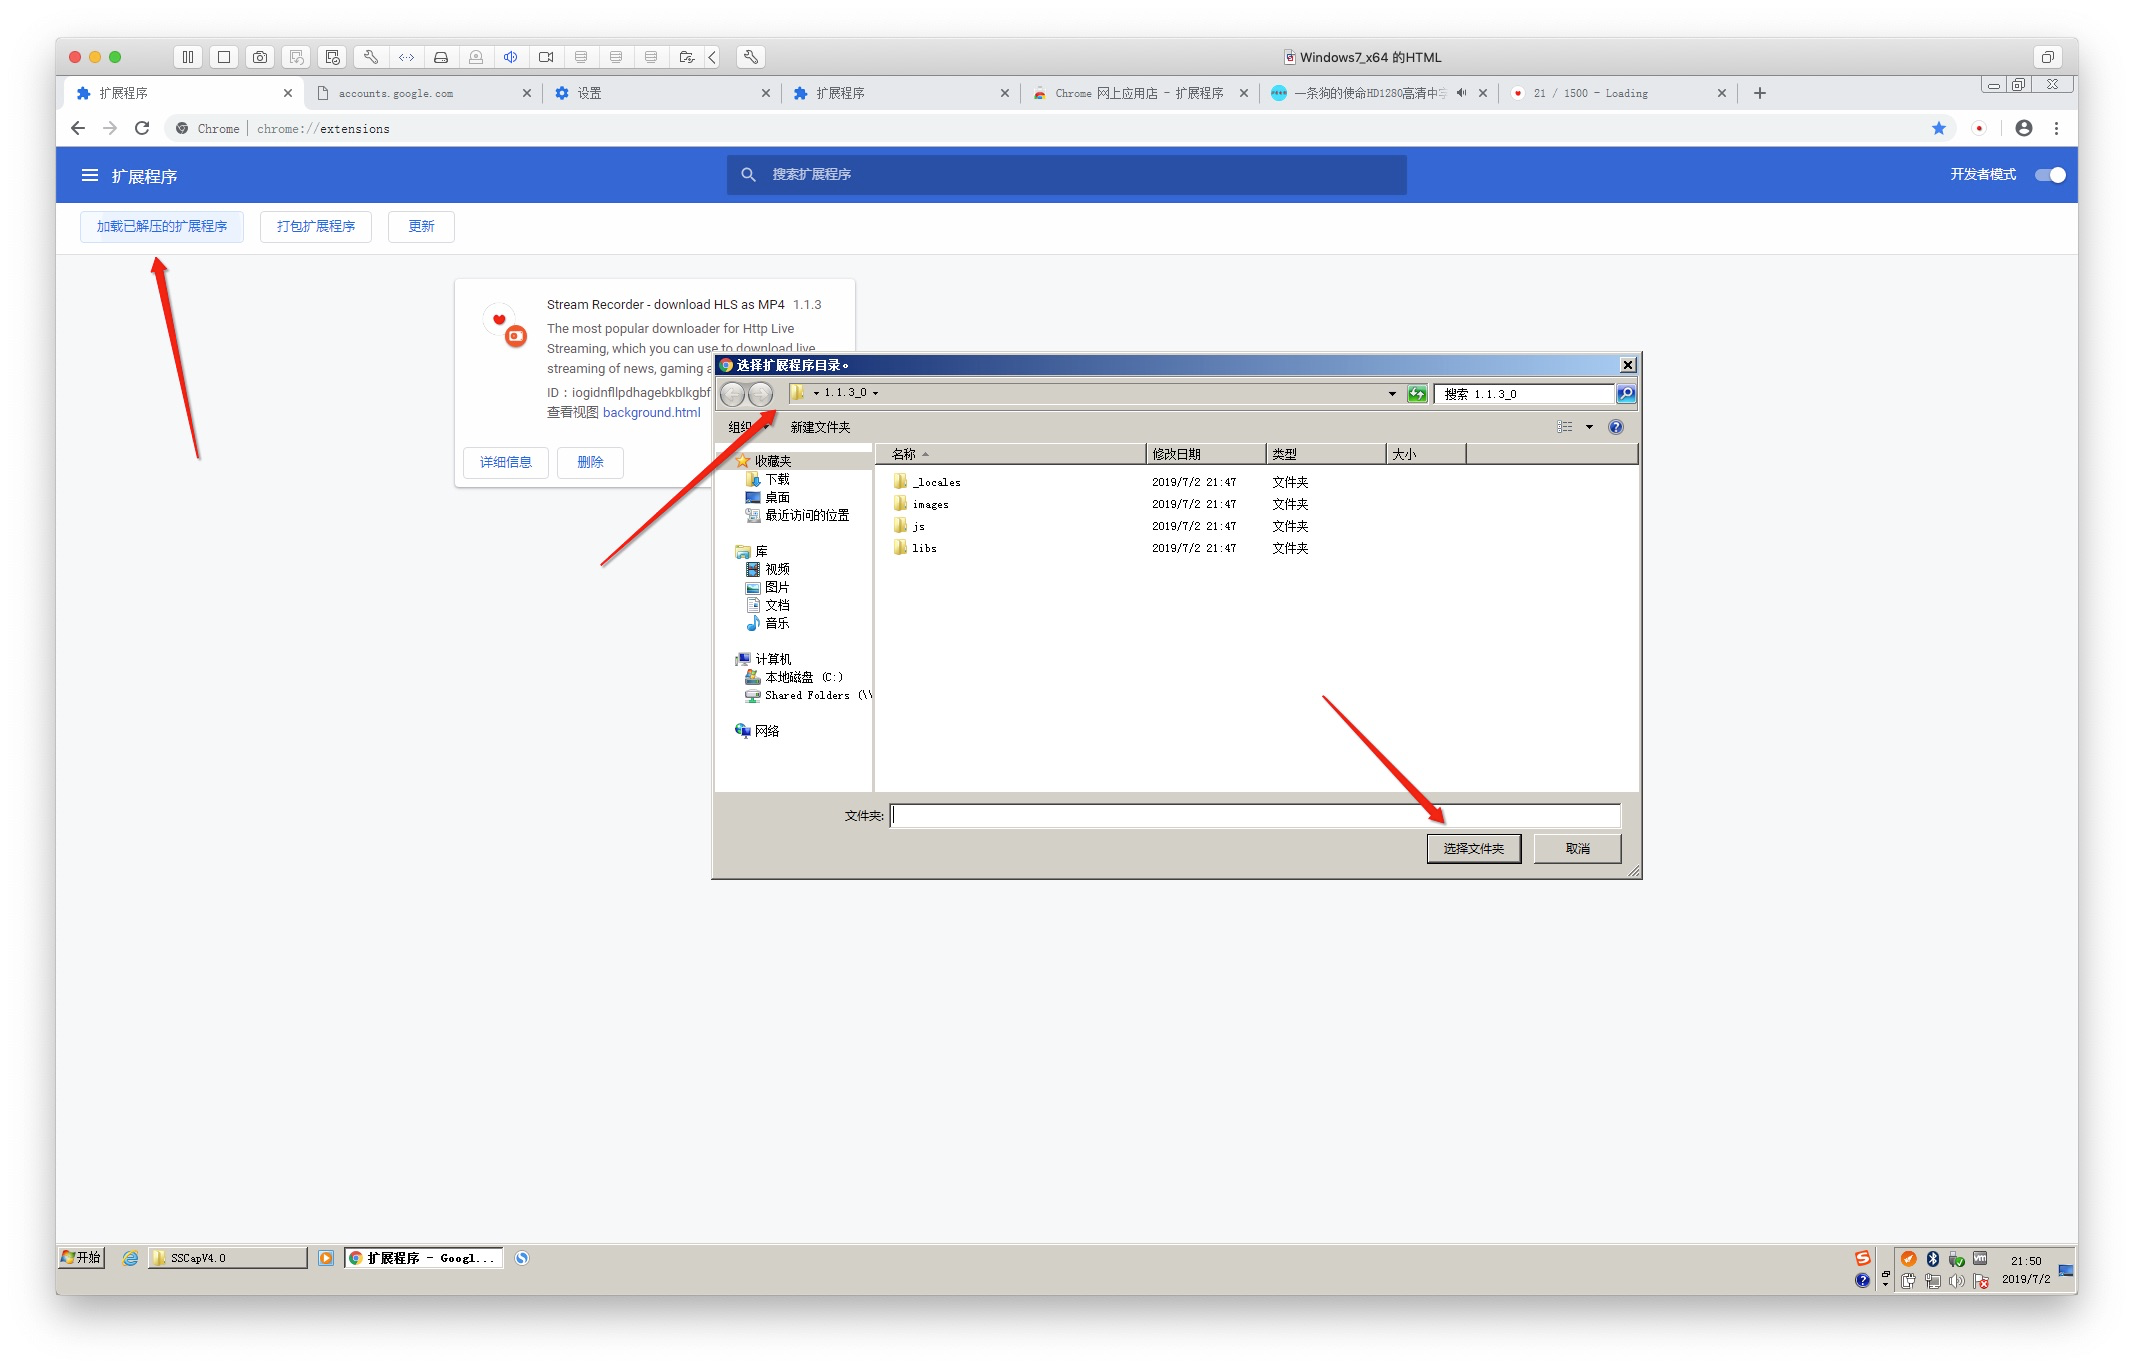 Windows7_x64 的HTML
扩展程序
accounts.google.com
设置
扩展程序
Chrome 网上应用店 - 扩展程序
一条狗的使命HD1280高清中字
21 / 1500 - Loading
Chrome
chrome://extensions
扩展程序
搜索扩展程序
开发者模式
加载已解压的扩展程序
打包扩展程序
更新
Stream Recorder - download HLS as MP4 1.1.3
The most popular downloader for Http Live
Streaming, which you can use to download live
streaming of news, gaming
ID：iogidnfllpdhagebkblkgbf
查看视图 background.html
详细信息
删除
选择扩展程序目录。
1.1.3_0
搜索 1.1.3_0
组织
新建文件夹
名称
修改日期
类型
大小
收藏夹
下载
桌面
最近访问的位置
库
视频
图片
文档
音乐
计算机
本地磁盘 (C:)
Shared Folders (\\
网络
_locales 2019/7/2 21:47 文件夹
images 2019/7/2 21:47 文件夹
js 2019/7/2 21:47 文件夹
libs 2019/7/2 21:47 文件夹
文件夹:
选择文件夹
取消
开始
SSCapV4.0
扩展程序 - Googl...
21:50
2019/7/2